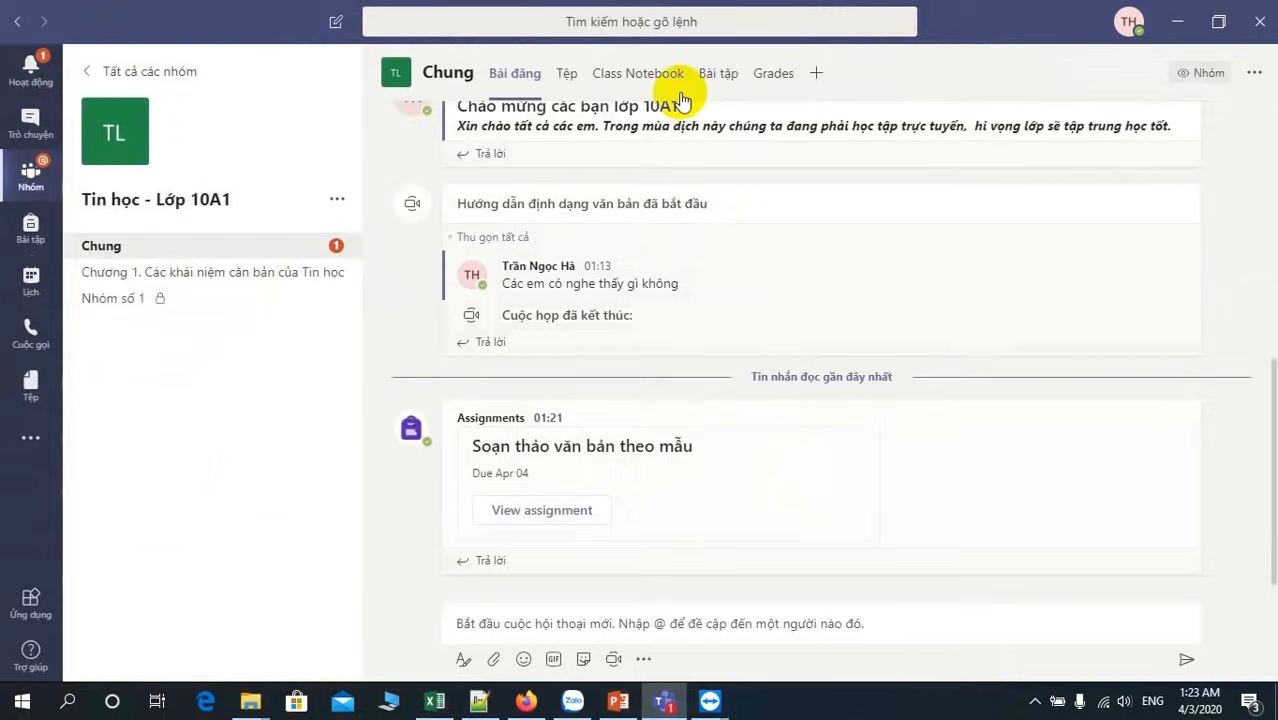 Tìm kiếm hoặc gõ lệnh
TH
1
Hoạt động
Trò chuyện
@
Nhóm
Bài tập
Lịch
Cuộc gọi
Tệp
Ứng dụng
Trợ giúp
Tất cả các nhóm
TL
Tin học - Lớp 10A1
Chung
1
Chương 1. Các khái niệm căn bản của Tin học
Nhóm số 1
TL
Chung
Bài đăng
Tệp
Class Notebook
Bài tập
Grades
Nhóm
Chào mừng các bạn lớp 10A1
Xin chào tất cả các em. Trong mùa dịch này chúng ta đang phải học tập trực tuyến, hi vọng lớp sẽ tập trung học tốt.
Trả lời
Hướng dẫn định dạng văn bản đã bắt đầu
Thu gọn tất cả
TH
Trần Ngọc Hà 01:13
Các em có nghe thấy gì không
Cuộc họp đã kết thúc:
Trả lời
Tin nhắn đọc gần đây nhất
Assignments 01:21
Soạn thảo văn bản theo mẫu
Due Apr 04
View assignment
Trả lời
Bắt đầu cuộc hội thoại mới. Nhập @ để đề cập đến một người nào đó.
GIF
Zalo
1
ENG
1:23 AM
4/3/2020
3